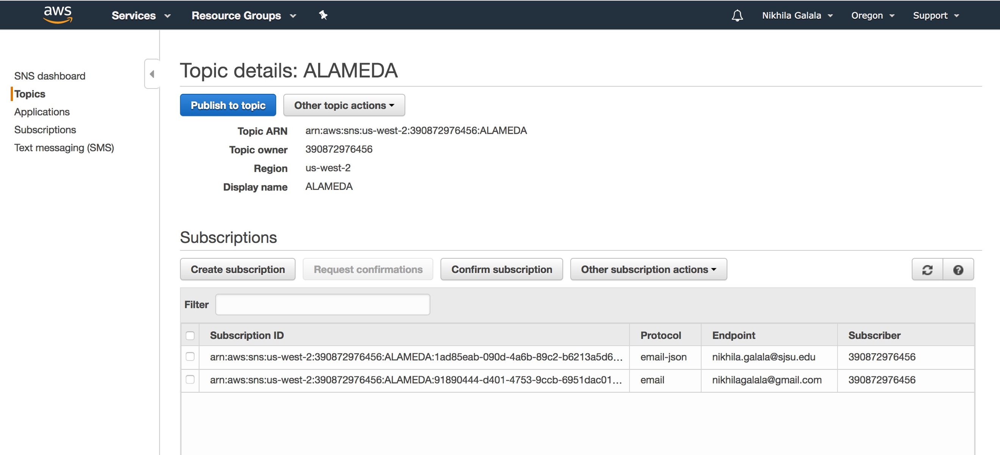 aws Services Resource Groups Nikhila Galala Oregon Support
SNS dashboard
Topics
Applications
Subscriptions
Text messaging (SMS)
Topic details: ALAMEDA
Publish to topic Other topic actions
Topic ARN arn:aws:sns:us-west-2:390872976456:ALAMEDA
Topic owner 390872976456
Region us-west-2
Display name ALAMEDA
Subscriptions
Create subscription Request confirmations Confirm subscription Other subscription actions ?
Filter
Subscription ID Protocol Endpoint Subscriber
arn:aws:sns:us-west-2:390872976456:ALAMEDA:1ad85eab-090d-4a6b-89c2-b6213a5d6... email-json nikhila.galala@sjsu.edu 390872976456
arn:aws:sns:us-west-2:390872976456:ALAMEDA:91890444-d401-4753-9ccb-6951dac01... email nikhilagalala@gmail.com 390872976456